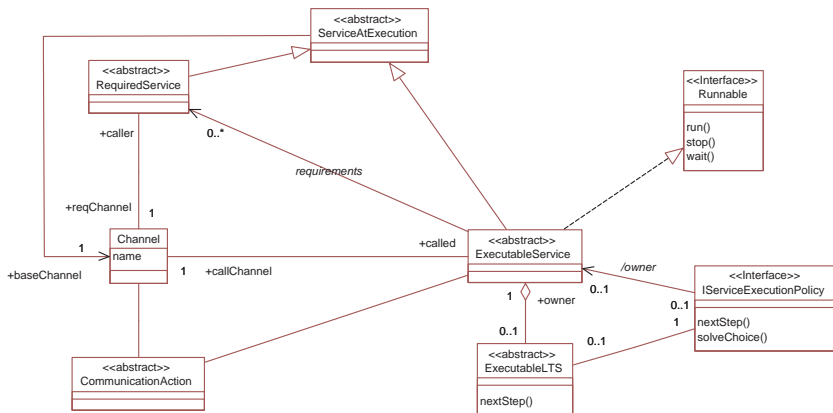 <<abstract>>
ServiceAtExecution
<<abstract>>
RequiredService
<<Interface>>
Runnable
run()
stop()
wait()
+caller
0..*
requirements
+reqChannel
1
Channel
name
1
+baseChannel
1
+callChannel
+called
<<abstract>>
ExecutableService
/owner
0..1
<<Interface>>
IServiceExecutionPolicy
nextStep()
solveChoice()
0..1
1
1
+owner
0..1
0..1
<<abstract>>
ExecutableLTS
nextStep()
<<abstract>>
CommunicationAction